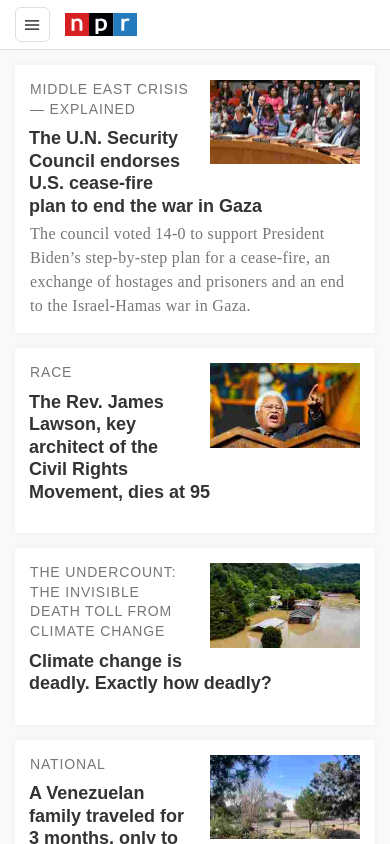 npr
MIDDLE EAST CRISIS
— EXPLAINED
The U.N. Security
Council endorses
U.S. cease-fire
plan to end the war in Gaza
The council voted 14-0 to support President
Biden’s step-by-step plan for a cease-fire, an
exchange of hostages and prisoners and an end
to the Israel-Hamas war in Gaza.
RACE
The Rev. James
Lawson, key
architect of the
Civil Rights
Movement, dies at 95
THE UNDERCOUNT:
THE INVISIBLE
DEATH TOLL FROM
CLIMATE CHANGE
Climate change is
deadly. Exactly how deadly?
NATIONAL
A Venezuelan
family traveled for
3 months, only to